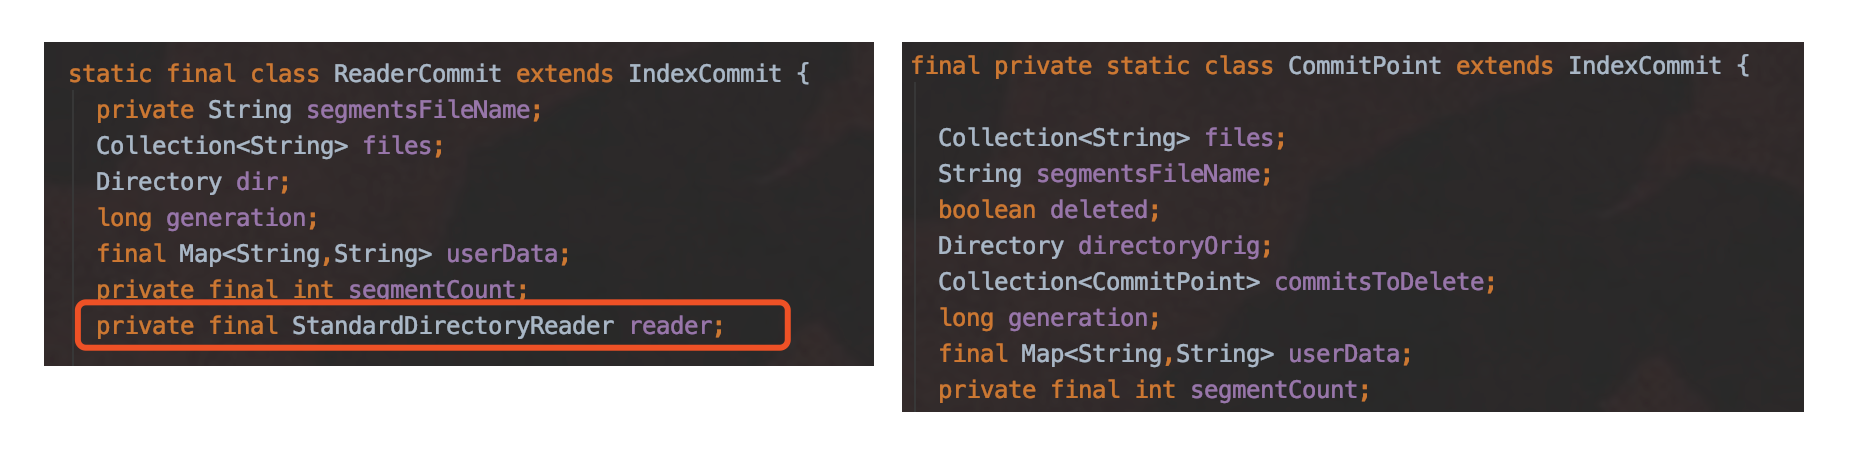 static final class ReaderCommit extends IndexCommit {
private String segmentsFileName;
Collection<String> files;
Directory dir;
long generation;
final Map<String,String> userData;
private final int segmentCount;
private final StandardDirectoryReader reader;
final private static class CommitPoint extends IndexCommit {
Collection<String> files;
String segmentsFileName;
boolean deleted;
Directory directoryOrig;
Collection<CommitPoint> commitsToDelete;
long generation;
final Map<String,String> userData;
private final int segmentCount;